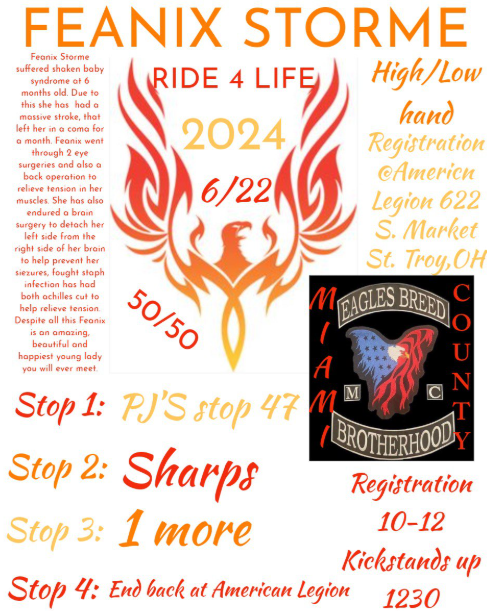 FEANIX STORME
Feanix Storme
suffered shaken baby
syndrome at 6
months old. Due to
this she has had a
massive stroke, that
left her in a coma for
a month. Feanix went
through 2 eye
surgeries and also a
back operation to
relieve tension in her
muscles. She has also
endured a brain
surgery to detach her
left side from the
right side of her brain
to help prevent her
siezures, fought staph
infection has had
both achilles cut to
help relieve tension.
Despite all this Feanix
is an amazing,
beautiful and
happiest young lady
you will ever meet.
RIDE 4 LIFE
2024
6/22
50/50
High/Low
hand
Registration
@Americn
Legion 622
S. Market
St. Troy,OH
EAGLES BREED
MIAMI
COUNTY
M C
BROTHERHOOD
Stop 1: PJ'S stop 47
Stop 2: Sharps
Stop 3: 1 more
Stop 4: End back at American Legion
Registration
10-12
Kickstands up
1230